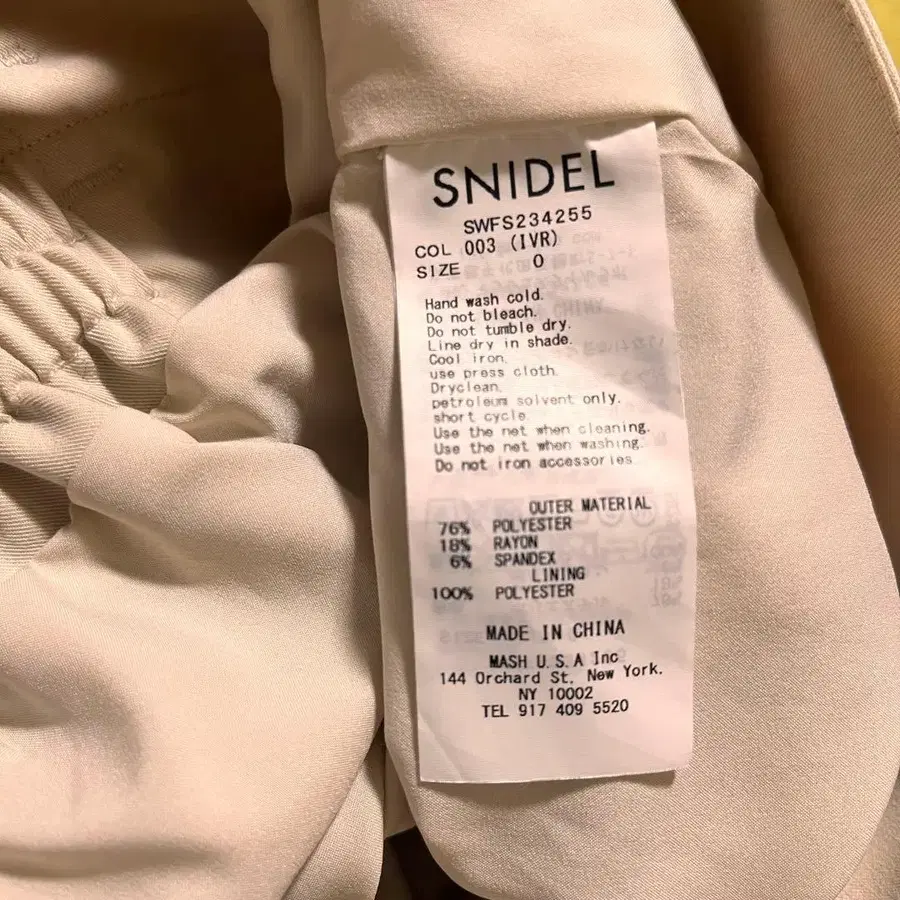 SNIDEL
SWFS234255
COL 003 (IVR)
SIZE 0
Hand wash cold.
Do not bleach.
Do not tumble dry.
Line dry in shade.
Cool iron.
use press cloth.
Dryclean.
petroleum solvent only.
short cycle.
Use the net when cleaning.
Use the net when washing.
Do not iron accessories
OUTER MATERIAL
76% POLYESTER
18% RAYON
6% SPANDEX
LINING
100% POLYESTER
MADE IN CHINA
MASH U.S.A Inc
144 Orchard St. New York.
NY 10002
TEL 917 409 5520